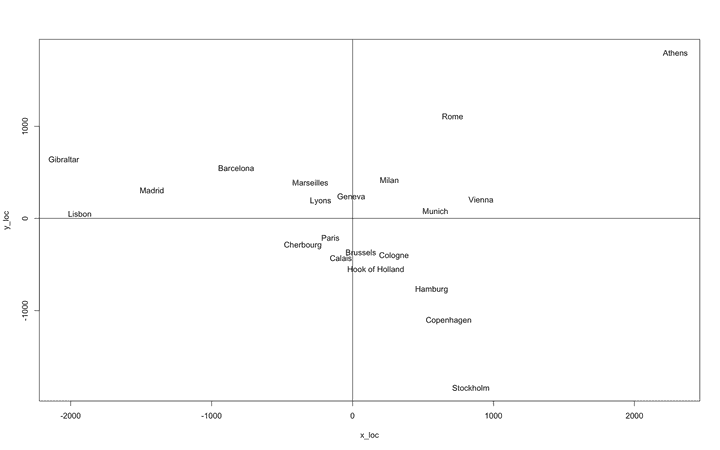 Athens
Rome
1000
Gibraltar
Barcelona
Marseilles
Milan
Madrid
Geneva
Lyons
Vienna
Munich
Lisbon
y_loc
0
Paris
Cherbourg
Brussels
Calais
Cologne
Hook of Holland
Hamburg
-1000
Copenhagen
Stockholm
-2000 -1000 0 1000 2000
x_loc